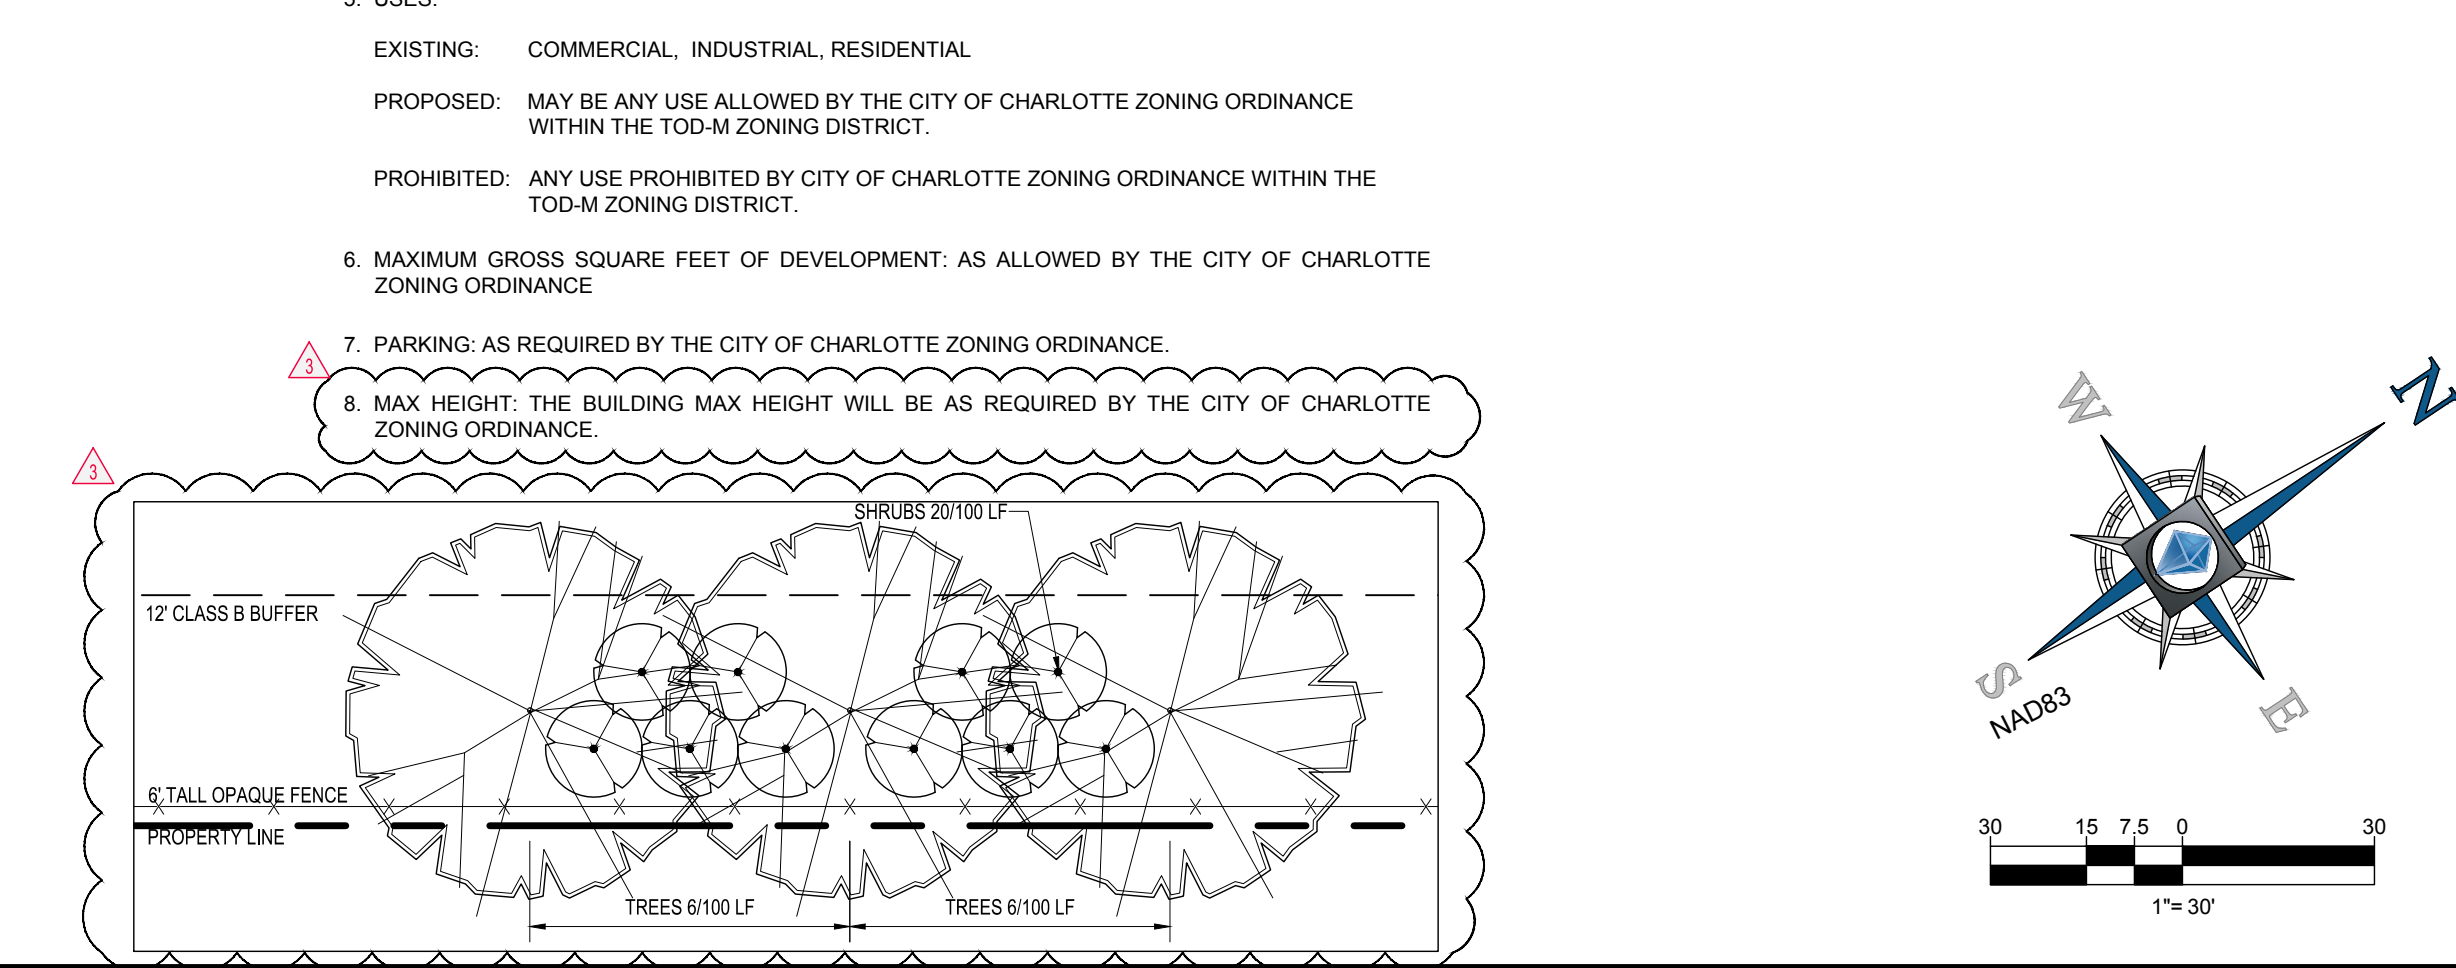 5. USES:
EXISTING: COMMERCIAL, INDUSTRIAL, RESIDENTIAL
PROPOSED: MAY BE ANY USE ALLOWED BY THE CITY OF CHARLOTTE ZONING ORDINANCE
WITHIN THE TOD-M ZONING DISTRICT.
PROHIBITED: ANY USE PROHIBITED BY CITY OF CHARLOTTE ZONING ORDINANCE WITHIN THE
TOD-M ZONING DISTRICT.
6. MAXIMUM GROSS SQUARE FEET OF DEVELOPMENT: AS ALLOWED BY THE CITY OF CHARLOTTE
ZONING ORDINANCE
7. PARKING: AS REQUIRED BY THE CITY OF CHARLOTTE ZONING ORDINANCE.
3
8. MAX HEIGHT: THE BUILDING MAX HEIGHT WILL BE AS REQUIRED BY THE CITY OF CHARLOTTE
ZONING ORDINANCE.
3
SHRUBS 20/100 LF
12' CLASS B BUFFER
6' TALL OPAQUE FENCE
PROPERTY LINE
TREES 6/100 LF TREES 6/100 LF
N
W
S
E
NAD83
30 15 7.5 0 30
1"= 30'